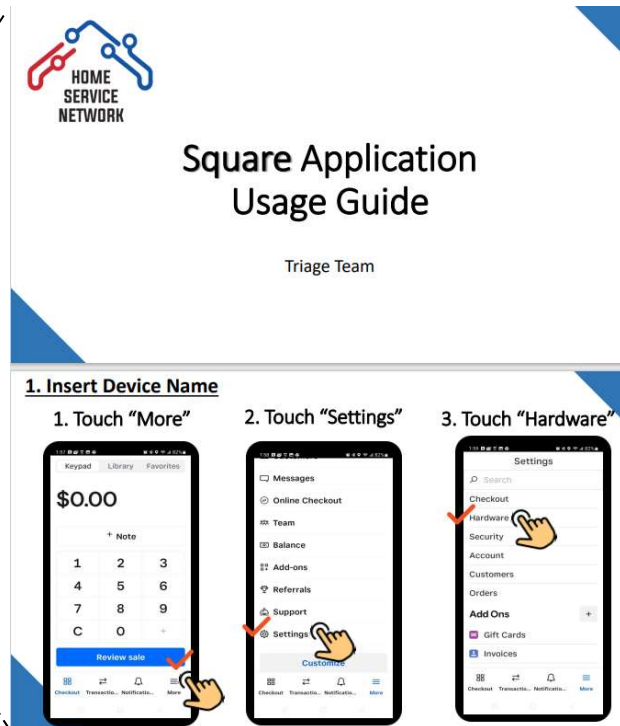 HOME
SERVICE
NETWORK
Square Application
Usage Guide
Triage Team
1. Insert Device Name
1. Touch “More”
2. Touch “Settings”
3. Touch “Hardware”
Keypad Library Favorites
$0.00
+ Note
1 2 3
4 5 6
7 8 9
C 0 +
Review sale
Checkout Transactio... Notificatio... More
Messages
Online Checkout
Team
Balance
Add-ons
Referrals
Support
Settings
Customize
Checkout Transactio... Notificatio... More
Settings
Search
Checkout
Hardware
Security
Account
Customers
Orders
Add Ons +
Gift Cards
Invoices
Checkout Transactio... Notificatio... More